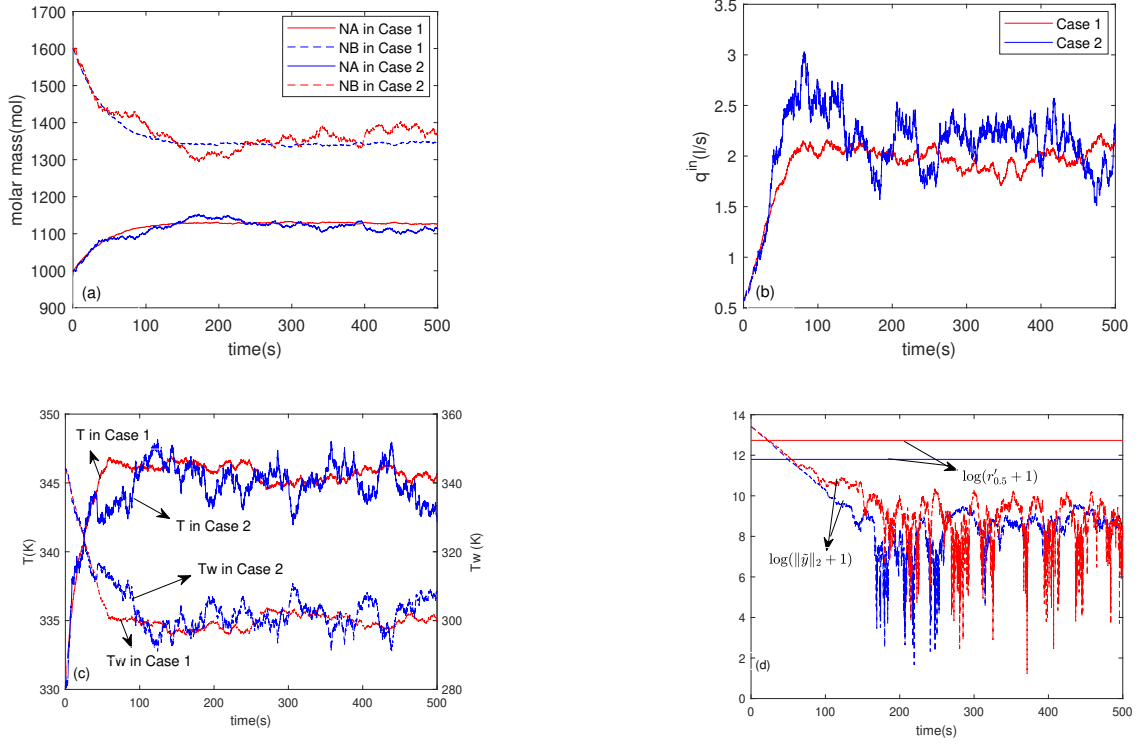 1700
1600
1500
1400
1300
1200
1100
1000
900
molar mass(mol)
NA in Case 1
NB in Case 1
NA in Case 2
NB in Case 2
(a)
0 100 200 300 400 500
time(s)
3.5
3
2.5
2
1.5
1
0.5
q^in(l/s)
Case 1
Case 2
(b)
0 100 200 300 400 500
time(s)
350
345
340
335
330
T(K)
T in Case 1
T in Case 2
Tw in Case 2
Tw in Case 1
(c)
360
340
320
300
280
Tw (K)
0 100 200 300 400 500
time(s)
14
12
10
8
6
4
2
0
log(r′_{0.5} + 1)
log(‖ỹ‖₂ + 1)
(d)
0 100 200 300 400 500
time(s)